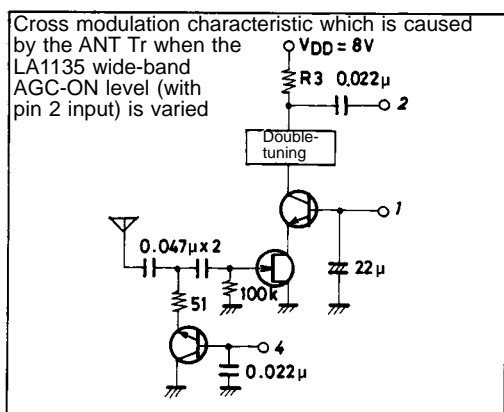 Cross modulation characteristic which is caused
by the ANT Tr when the
LA1135 wide-band
AGC-ON level (with
pin 2 input) is varied
VDD = 8V
R3 0.022μ
2
Double-
tuning
1
0.047μ×2
22μ
100k
51
4
0.022μ